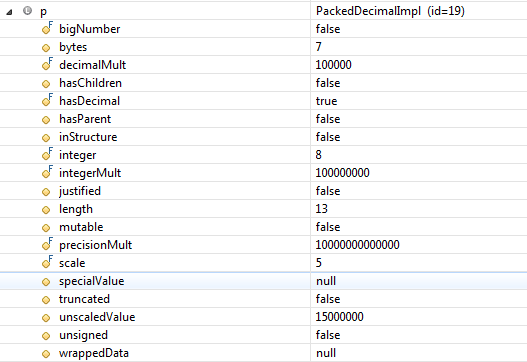 p PackedDecimalImpl (id=19)
F bigNumber false
bytes 7
F decimalMult 100000
hasChildren false
F hasDecimal true
hasParent false
inStructure false
F integer 8
F integerMult 100000000
justified false
length 13
mutable false
F precisionMult 10000000000000
F scale 5
specialValue null
truncated false
unscaledValue 15000000
unsigned false
wrappedData null